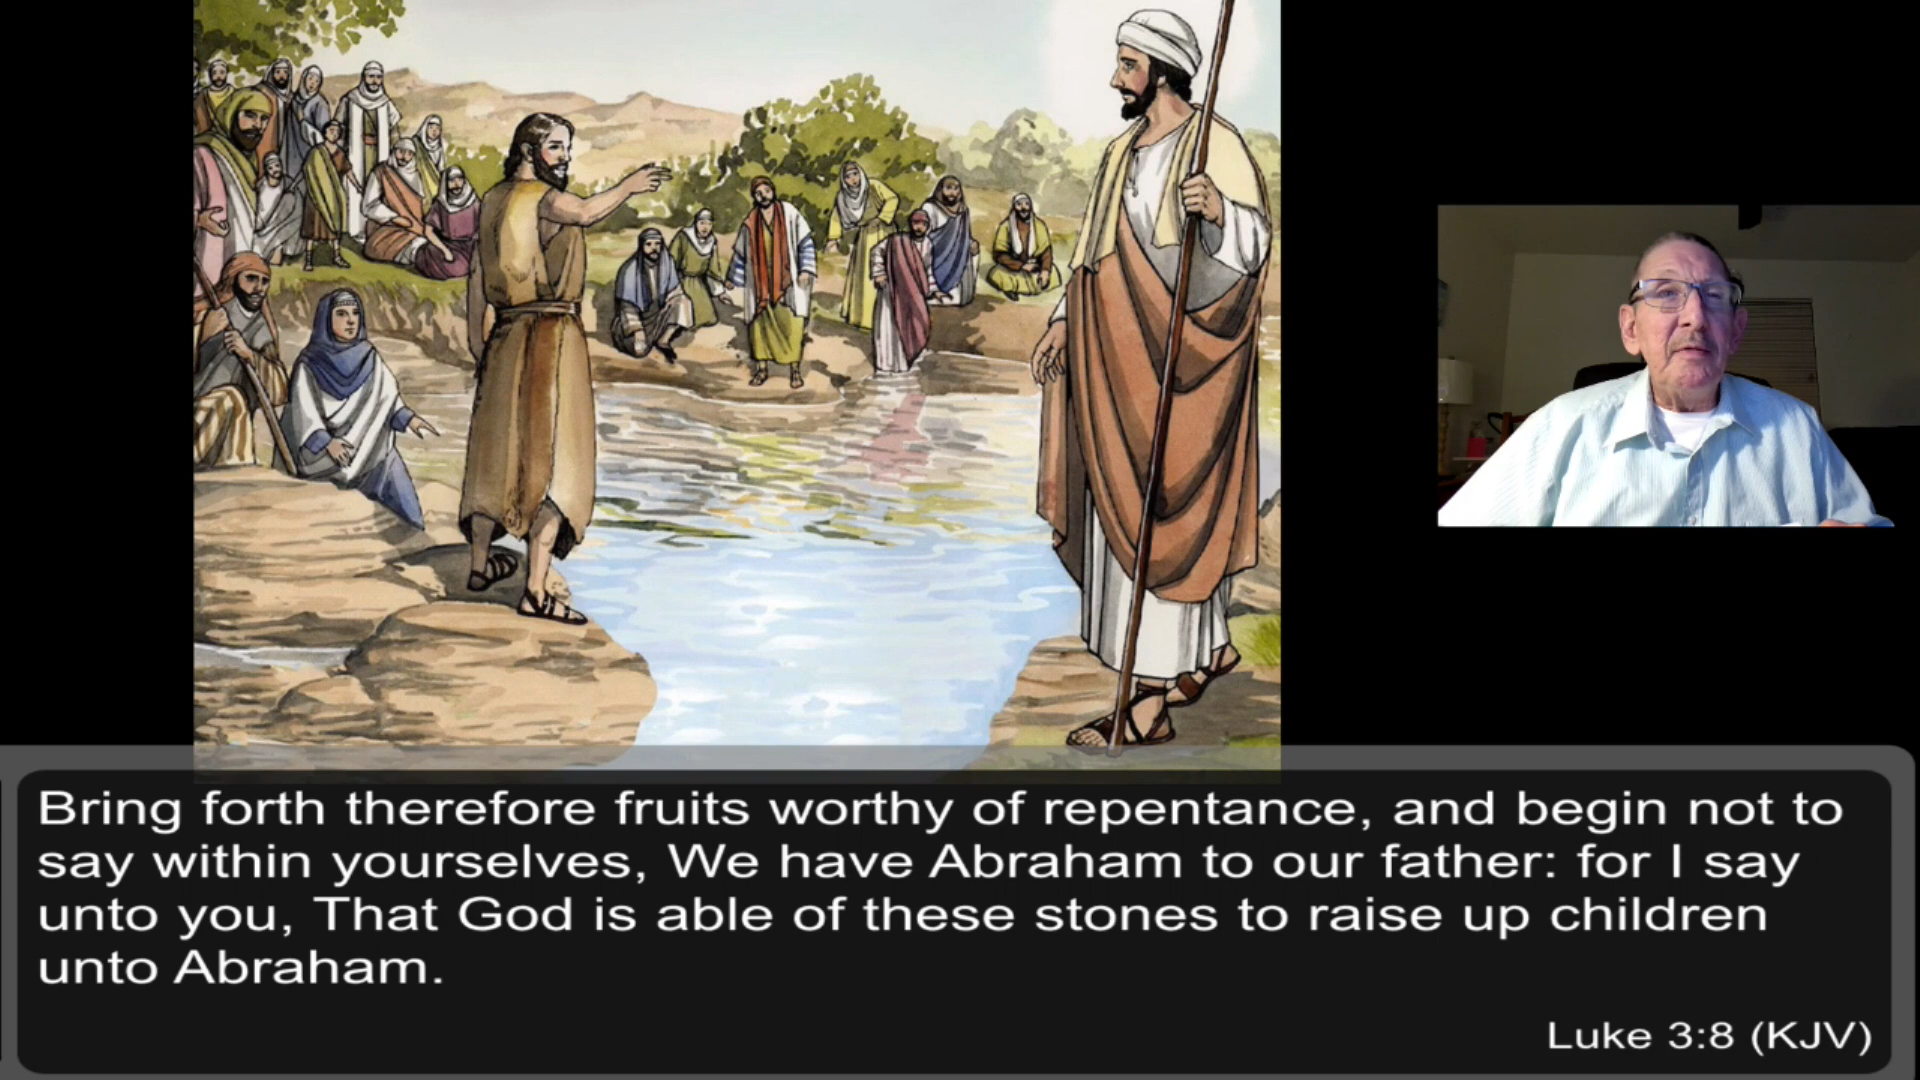 Bring forth therefore fruits worthy of repentance, and begin not to
say within yourselves, We have Abraham to our father: for I say
unto you, That God is able of these stones to raise up children
unto Abraham.
Luke 3:8 (KJV)